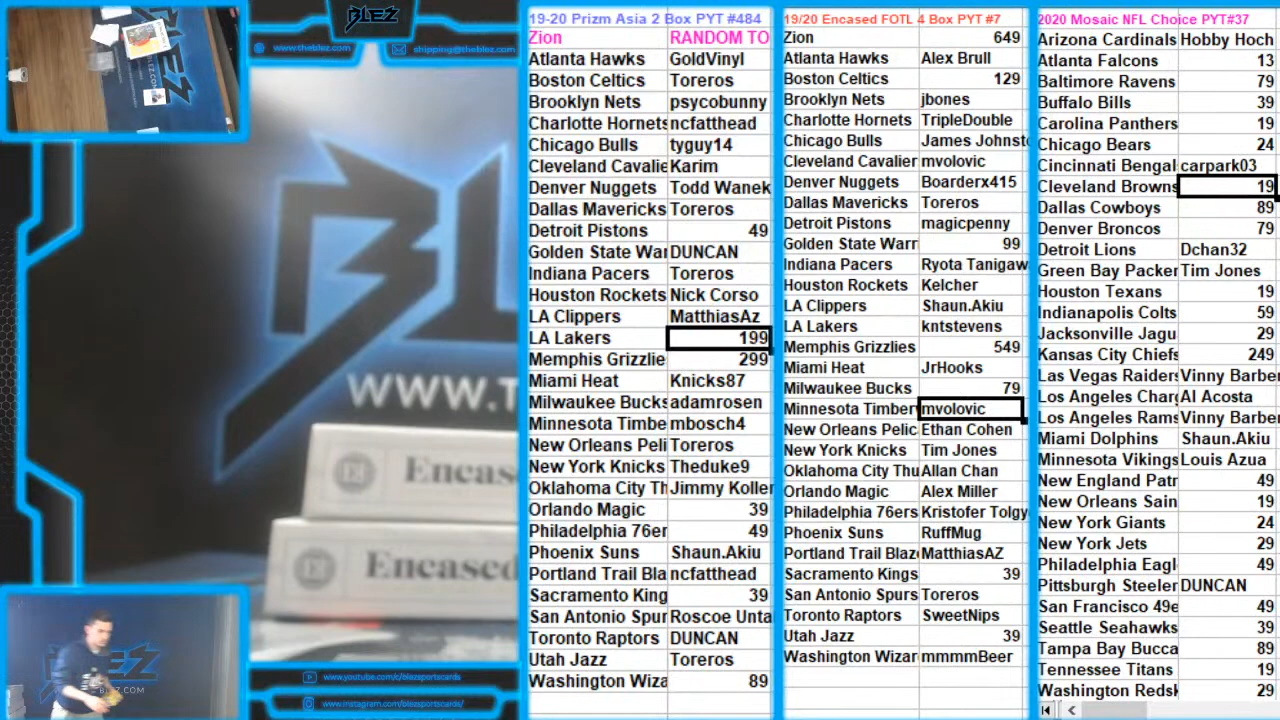 BLEZ
www.theblez.com
shipping@theblez.com
BLEZ
WWW.T
Encase
Encased
BLEZ
.COM
www.youtube.com/c/blezsportscards
www.instagram.com/blezsportscards/
19-20 Prizm Asia 2 Box PYT #484
Zion RANDOM TO
Atlanta Hawks GoldVinyl
Boston Celtics Toreros
Brooklyn Nets psycobunny
Charlotte Hornets ncfatthead
Chicago Bulls tyguy14
Cleveland Cavalie Karim
Denver Nuggets Todd Wanek
Dallas Mavericks Toreros
Detroit Pistons 49
Golden State War DUNCAN
Indiana Pacers Toreros
Houston Rockets Nick Corso
LA Clippers MatthiasAz
LA Lakers 199
Memphis Grizzlie 299
Miami Heat Knicks87
Milwaukee Bucks adamrosen
Minnesota Timbe mbosch4
New Orleans Peli Toreros
New York Knicks Theduke9
Oklahoma City Th Jimmy Koller
Orlando Magic 39
Philadelphia 76er 49
Phoenix Suns Shaun.Akiu
Portland Trail Bla ncfatthead
Sacramento King 39
San Antonio Spur Roscoe Unta
Toronto Raptors DUNCAN
Utah Jazz Toreros
Washington Wiza 89
19/20 Encased FOTL 4 Box PYT #7
Zion 649
Atlanta Hawks Alex Brull
Boston Celtics 129
Brooklyn Nets jbones
Charlotte Hornets TripleDouble
Chicago Bulls James Johnst
Cleveland Cavalier mvolovic
Denver Nuggets Boarderx415
Dallas Mavericks Toreros
Detroit Pistons magicpenny
Golden State Warr 99
Indiana Pacers Ryota Tanigaw
Houston Rockets Kelcher
LA Clippers Shaun.Akiu
LA Lakers kntstevens
Memphis Grizzlies 549
Miami Heat JrHooks
Milwaukee Bucks 79
Minnesota Timberv mvolovic
New Orleans Pelic Ethan Cohen
New York Knicks Tim Jones
Oklahoma City Thu Allan Chan
Orlando Magic Alex Miller
Philadelphia 76ers Kristofer Tolgy
Phoenix Suns RuffMug
Portland Trail Blaze MatthiasAZ
Sacramento Kings 39
San Antonio Spurs Toreros
Toronto Raptors SweetNips
Utah Jazz 39
Washington Wizar mmmmBeer
2020 Mosaic NFL Choice PYT#37
Arizona Cardinals Hobby Hoch
Atlanta Falcons 13
Baltimore Ravens 79
Buffalo Bills 39
Carolina Panthers 19
Chicago Bears 24
Cincinnati Bengal carpark03
Cleveland Browns 19
Dallas Cowboys 89
Denver Broncos 79
Detroit Lions Dchan32
Green Bay Packer Tim Jones
Houston Texans 19
Indianapolis Colts 59
Jacksonville Jagu 29
Kansas City Chiefs 249
Las Vegas Raiders Vinny Barber
Los Angeles Charg Al Acosta
Los Angeles Rams Vinny Barber
Miami Dolphins Shaun.Akiu
Minnesota Vikings Louis Azua
New England Patr 49
New Orleans Sain 19
New York Giants 24
New York Jets 29
Philadelphia Eagl 49
Pittsburgh Steeler DUNCAN
San Francisco 49e 49
Seattle Seahawks 39
Tampa Bay Bucca 89
Tennessee Titans 19
Washington Redsk 29